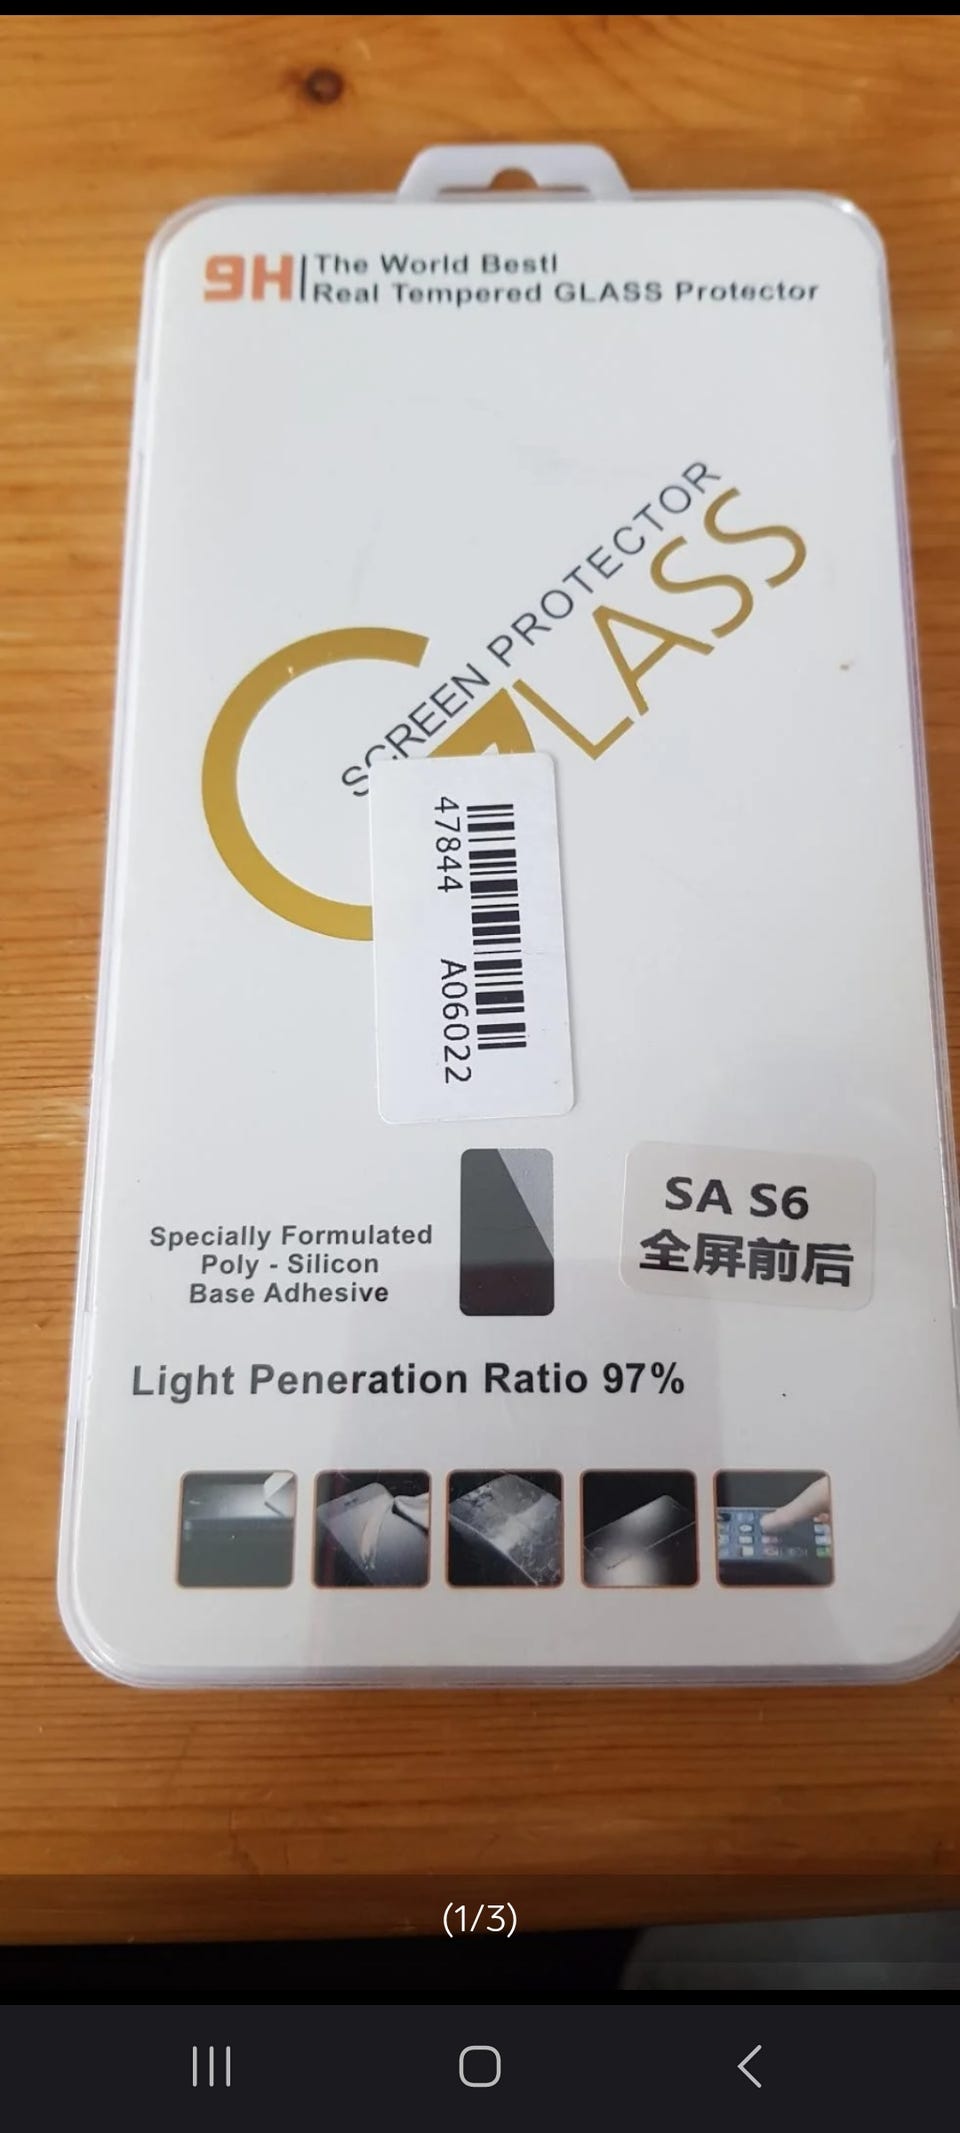 9H
The World Best!
Real Tempered GLASS Protector
SCREEN PROTECTOR
GLASS
47844 A06022
SA S6
全屏前后
Specially Formulated
Poly - Silicon
Base Adhesive
Light Peneration Ratio 97%
(1/3)